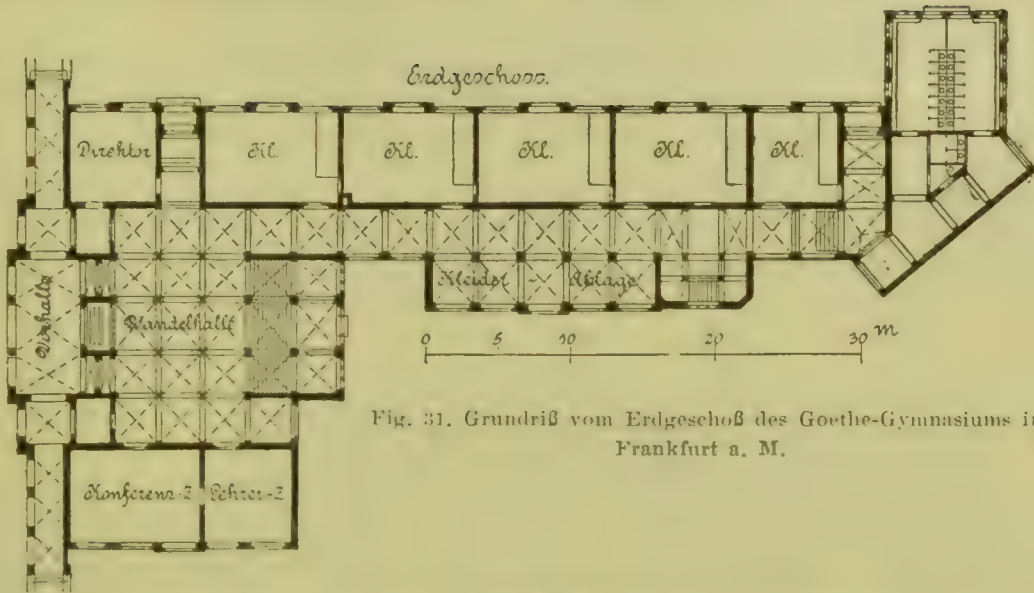 Erdgeschoss.
Direktor Kl. Kl. Kl. Kl. Kl.
Kleider Ablage
Vorhalle Wandelhalle
0 5 10 20 30 m
Fig. 31. Grundriß vom Erdgeschoß des Goethe-Gymnasiums i
Frankfurt a. M.
Konferenz-Z Lehrer-Z